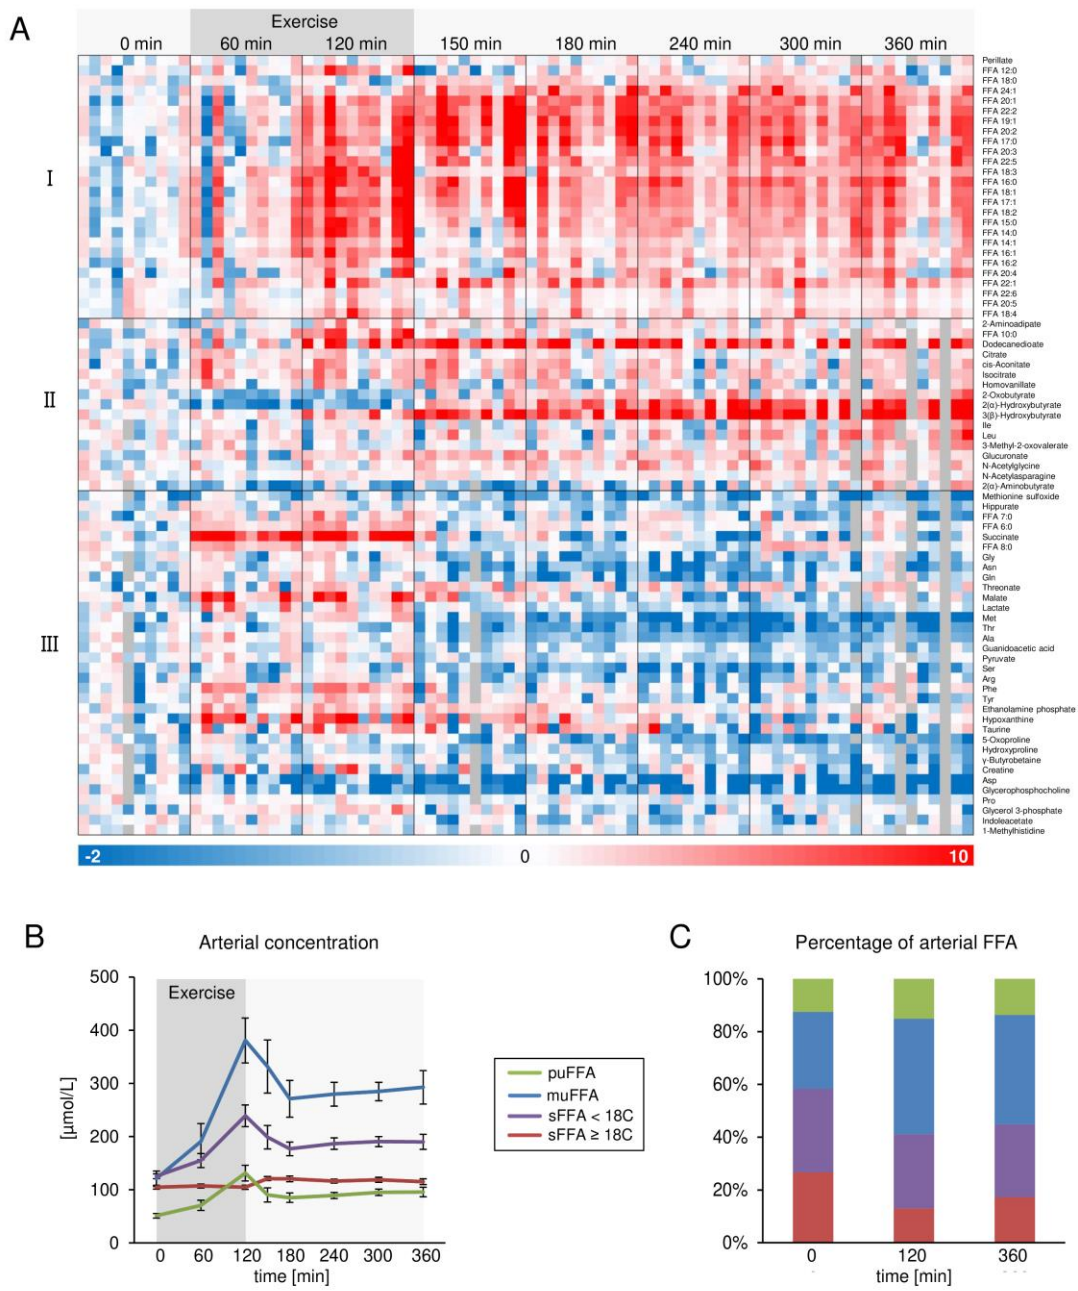 A
Exercise
0 min 60 min 120 min 150 min 180 min 240 min 300 min 360 min
I
Perillate
FFA 12:0
FFA 18:0
FFA 24:1
FFA 20:1
FFA 22:2
FFA 19:1
FFA 20:2
FFA 17:0
FFA 20:3
FFA 22:5
FFA 18:3
FFA 16:0
FFA 18:1
FFA 17:1
FFA 18:2
FFA 15:0
FFA 14:0
FFA 14:1
FFA 16:1
FFA 16:2
FFA 20:4
FFA 22:1
FFA 22:6
FFA 20:5
FFA 18:4
II
2-Aminoadipate
FFA 10:0
Dodecanedioate
Citrate
cis-Aconitate
Isocitrate
Homovanillate
2-Oxobutyrate
2(α)-Hydroxybutyrate
3(β)-Hydroxybutyrate
Ile
Leu
3-Methyl-2-oxovalerate
Glucuronate
N-Acetylglycine
N-Acetylasparagine
2(α)-Aminobutyrate
III
Methionine sulfoxide
Hippurate
FFA 7:0
FFA 6:0
Succinate
FFA 8:0
Gly
Asn
Gln
Threonate
Malate
Lactate
Met
Thr
Ala
Guanidoacetic acid
Pyruvate
Ser
Arg
Phe
Tyr
Ethanolamine phosphate
Hypoxanthine
Taurine
5-Oxoproline
Hydroxyproline
γ-Butyrobetaine
Creatine
Asp
Glycerophosphocholine
Pro
Glycerol 3-phosphate
Indoleacetate
1-Methylhistidine
-2 0 10
B
Arterial concentration
Exercise
[µmol/L]
500
400
300
200
100
0
0 60 120 180 240 300 360
time [min]
puFFA
muFFA
sFFA < 18C
sFFA ≥ 18C
C
Percentage of arterial FFA
100%
80%
60%
40%
20%
0%
0 120 360
time [min]